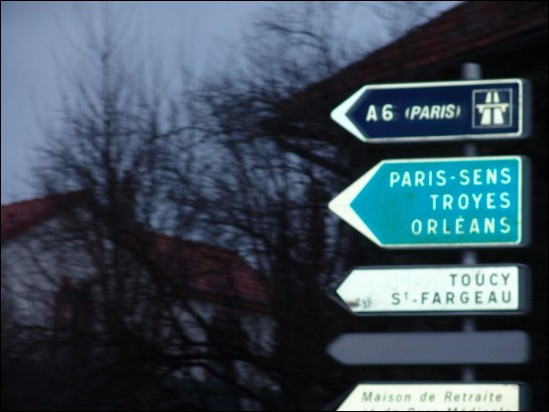 A6 (PARIS)
PARIS-SENS
TROYES
ORLÉANS
TOUCY
ST-FARGEAU
Maison de Retraite